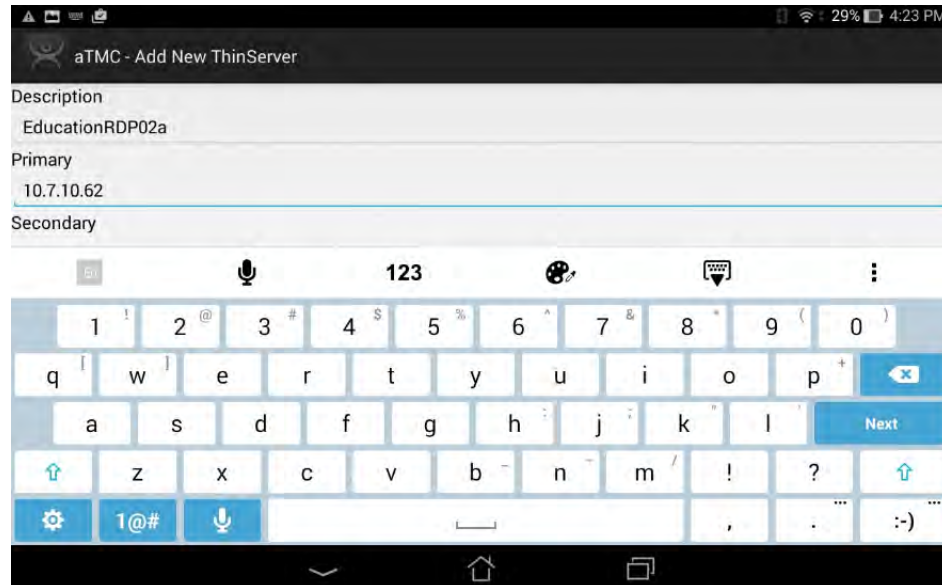 29% 4:23 PM
aTMC - Add New ThinServer
Description
EducationRDP02a
Primary
10.7.10.62
Secondary
123
1 ! 2 @ 3 # 4 $ 5 % 6 ^ 7 & 8 * 9 ( 0 )
q [ w ] e r t y u i o p +
a s d f g h : j ; k " l ' Next
z x c v b - n ~ m / ! ?
1@# , . ... :-) ...